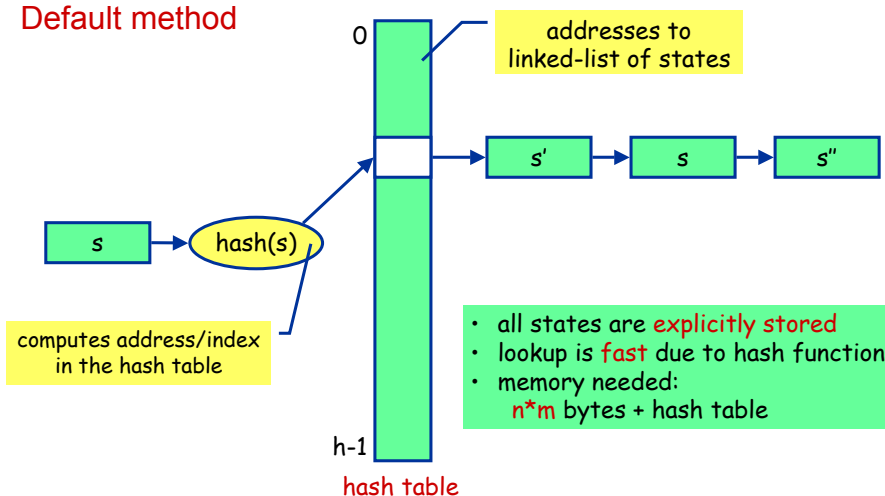 Default method
0
addresses to
linked-list of states
s'
s
s"
s
hash(s)
computes address/index
in the hash table
• all states are explicitly stored
• lookup is fast due to hash function
• memory needed:
n*m bytes + hash table
h-1
hash table